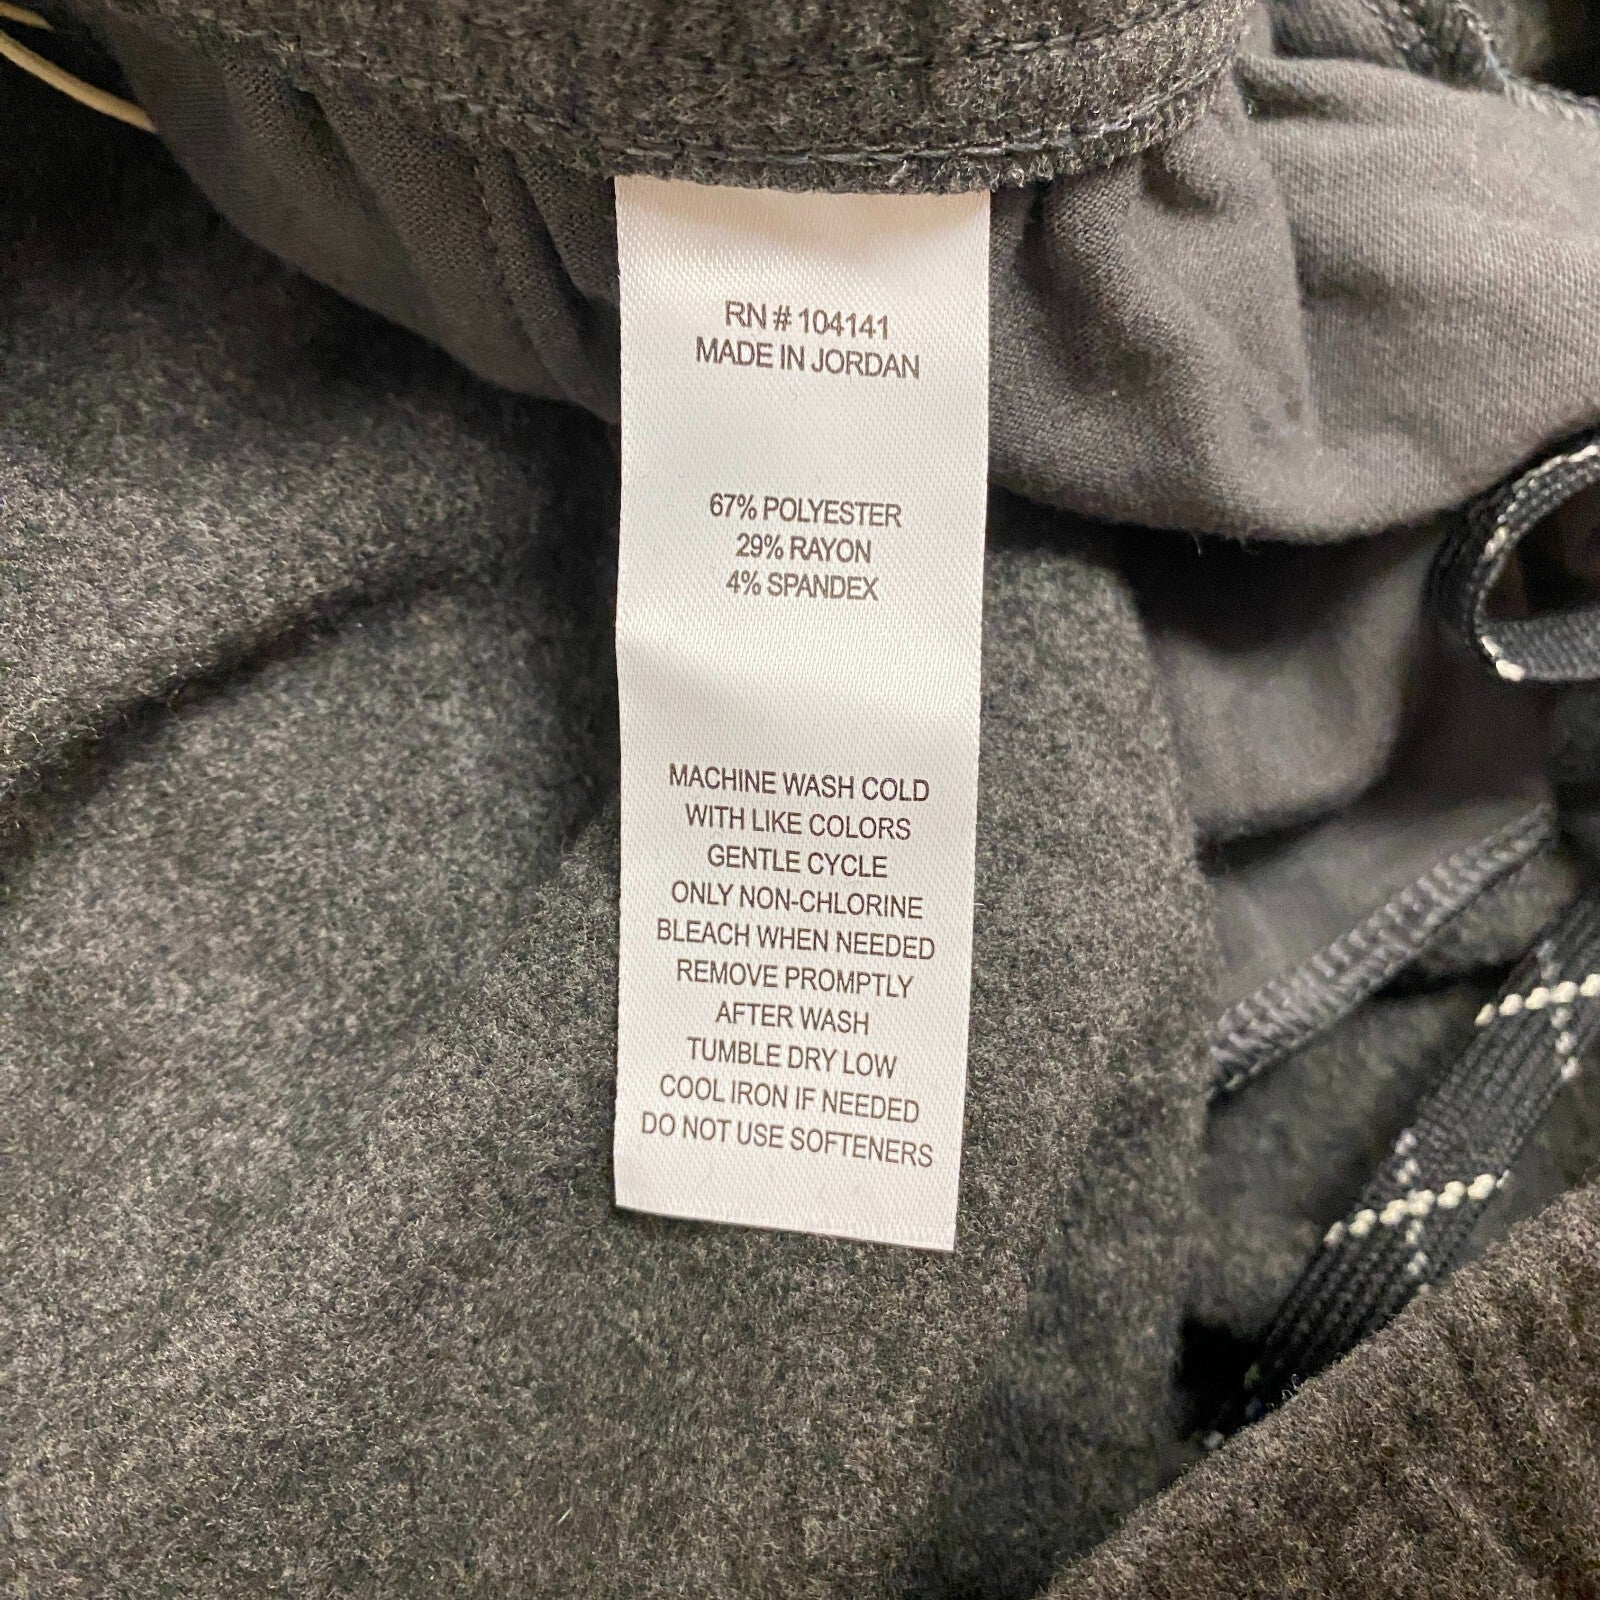 RN # 104141
MADE IN JORDAN
67% POLYESTER
29% RAYON
4% SPANDEX
MACHINE WASH COLD
WITH LIKE COLORS
GENTLE CYCLE
ONLY NON-CHLORINE
BLEACH WHEN NEEDED
REMOVE PROMPTLY
AFTER WASH
TUMBLE DRY LOW
COOL IRON IF NEEDED
DO NOT USE SOFTENERS